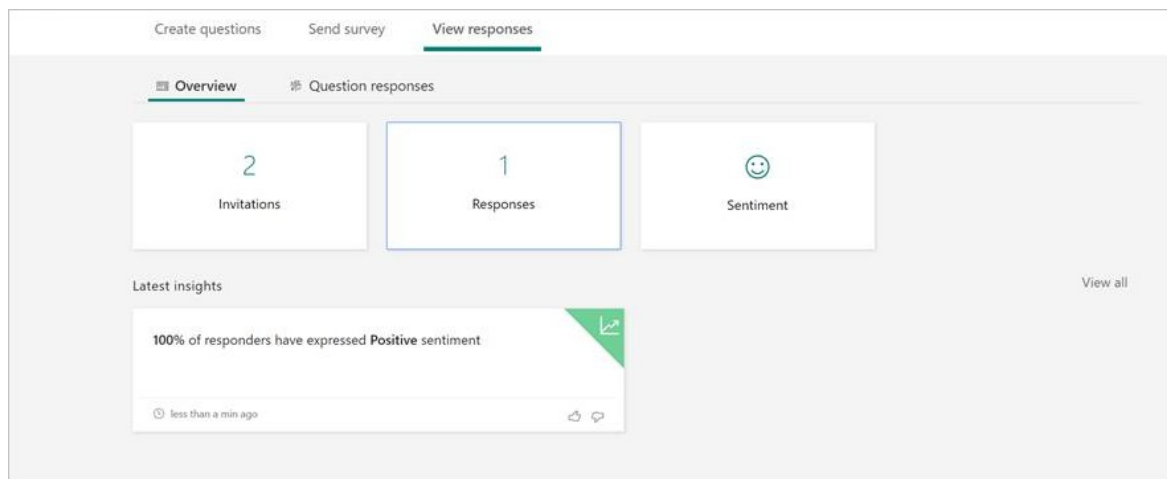 Create questions Send survey View responses
Overview Question responses
2 1
Invitations Responses Sentiment
Latest insights View all
100% of responders have expressed Positive sentiment
less than a min ago